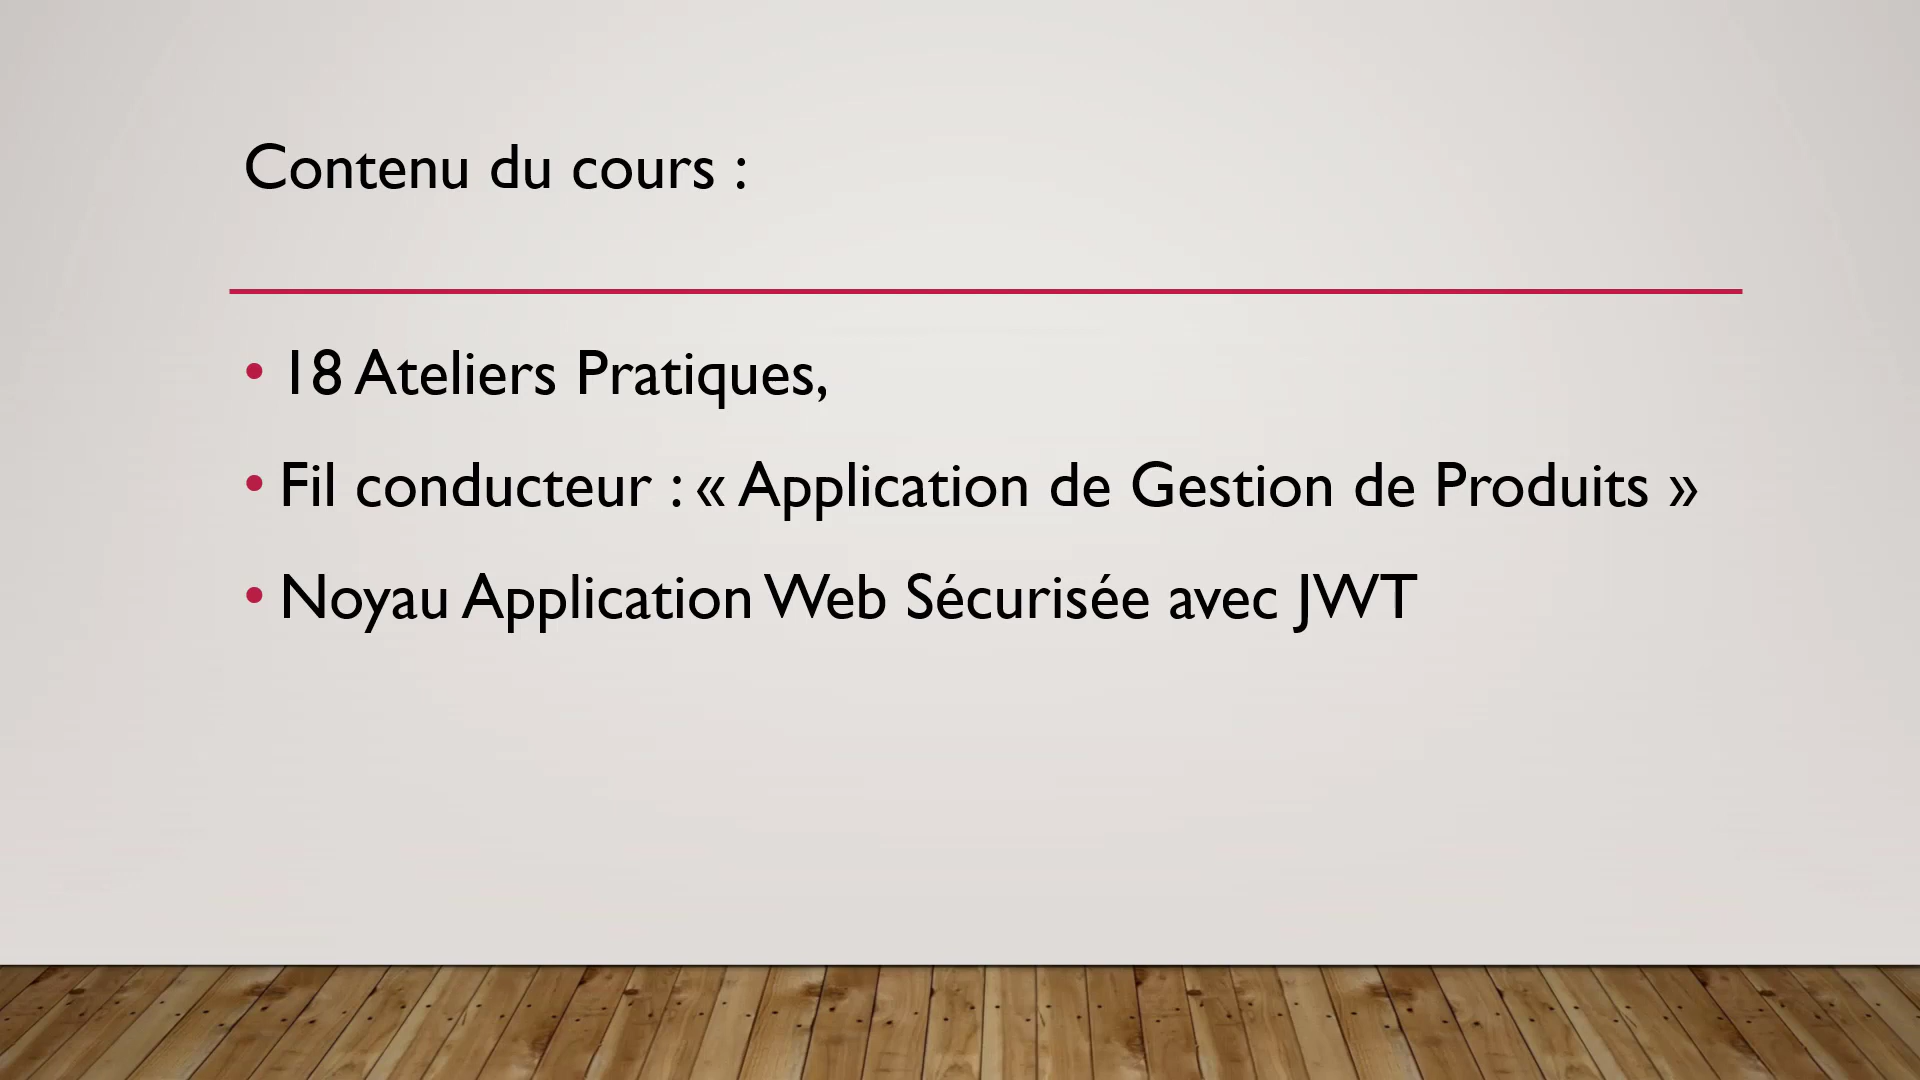 Contenu du cours :
• 18 Ateliers Pratiques,
• Fil conducteur : « Application de Gestion de Produits »
• Noyau Application Web Sécurisée avec JWT